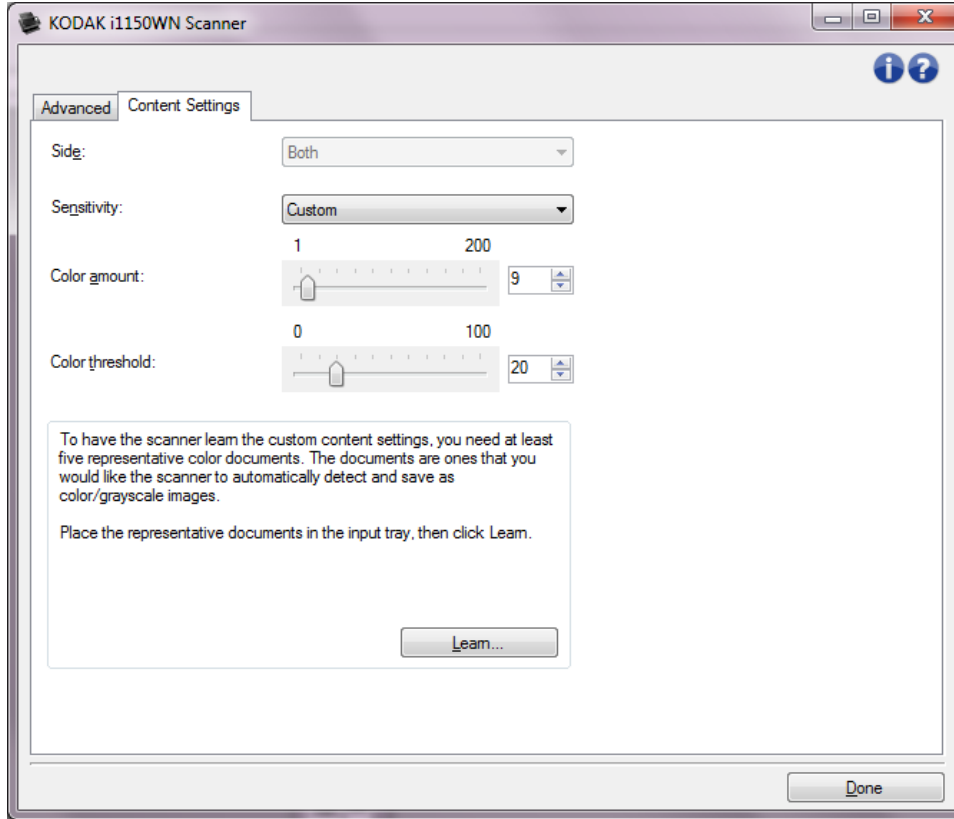 KODAK i1150WN Scanner
Advanced
Content Settings
Side:
Both
Sensitivity:
Custom
1 200
Color amount:
9
0 100
Color threshold:
20
To have the scanner learn the custom content settings, you need at least
five representative color documents. The documents are ones that you
would like the scanner to automatically detect and save as
color/grayscale images.
Place the representative documents in the input tray, then click Learn.
Learn...
Done